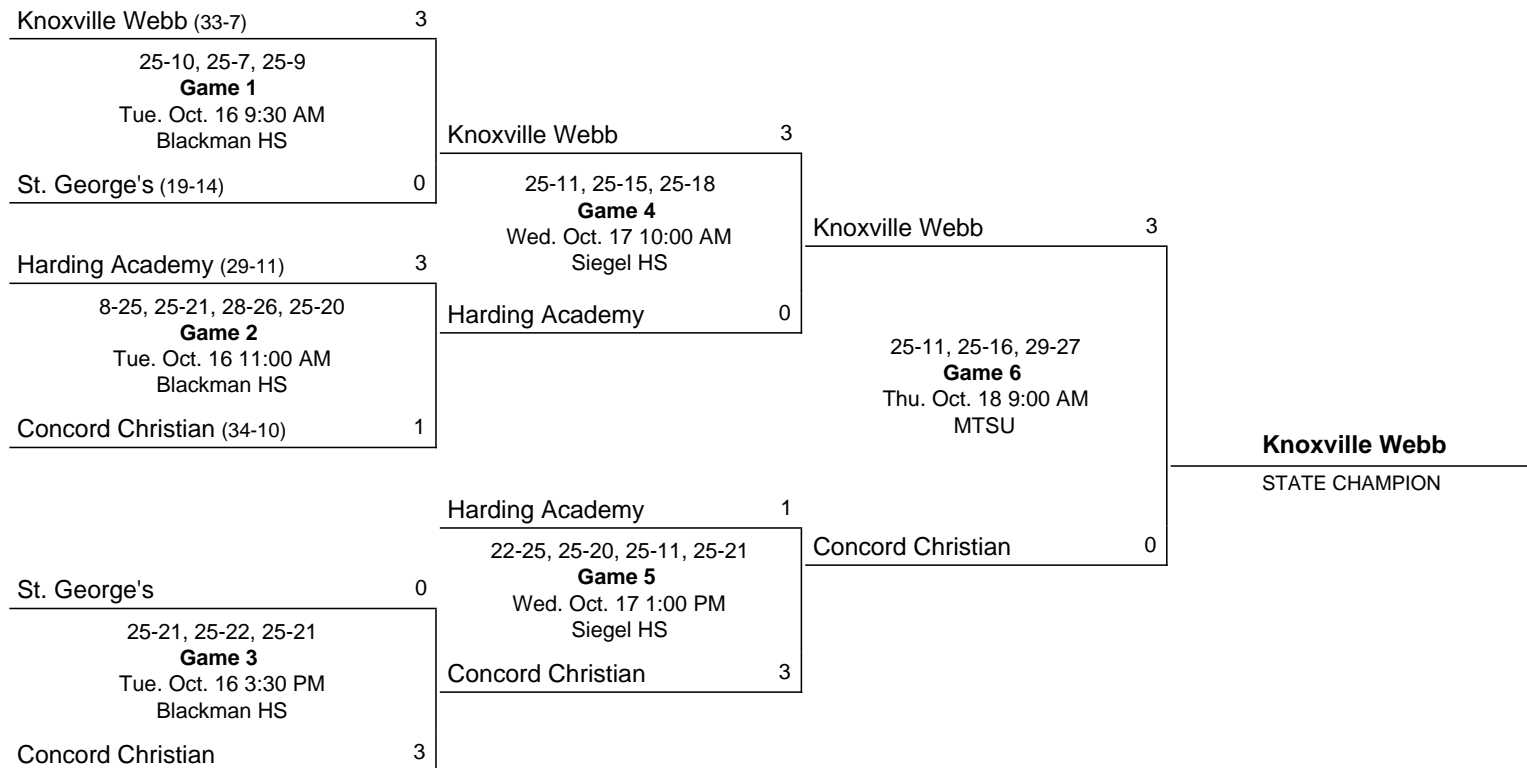 Knoxville Webb (33-7) 3
25-10, 25-7, 25-9
Game 1
Tue. Oct. 16 9:30 AM
Blackman HS
St. George's (19-14) 0
Harding Academy (29-11) 3
8-25, 25-21, 28-26, 25-20
Game 2
Tue. Oct. 16 11:00 AM
Blackman HS
Concord Christian (34-10) 1
St. George's 0
25-21, 25-22, 25-21
Game 3
Tue. Oct. 16 3:30 PM
Blackman HS
Concord Christian 3
Knoxville Webb 3
25-11, 25-15, 25-18
Game 4
Wed. Oct. 17 10:00 AM
Siegel HS
Harding Academy 0
Harding Academy 1
22-25, 25-20, 25-11, 25-21
Game 5
Wed. Oct. 17 1:00 PM
Siegel HS
Concord Christian 3
Knoxville Webb 3
25-11, 25-16, 29-27
Game 6
Thu. Oct. 18 9:00 AM
MTSU
Concord Christian 0
Knoxville Webb
STATE CHAMPION